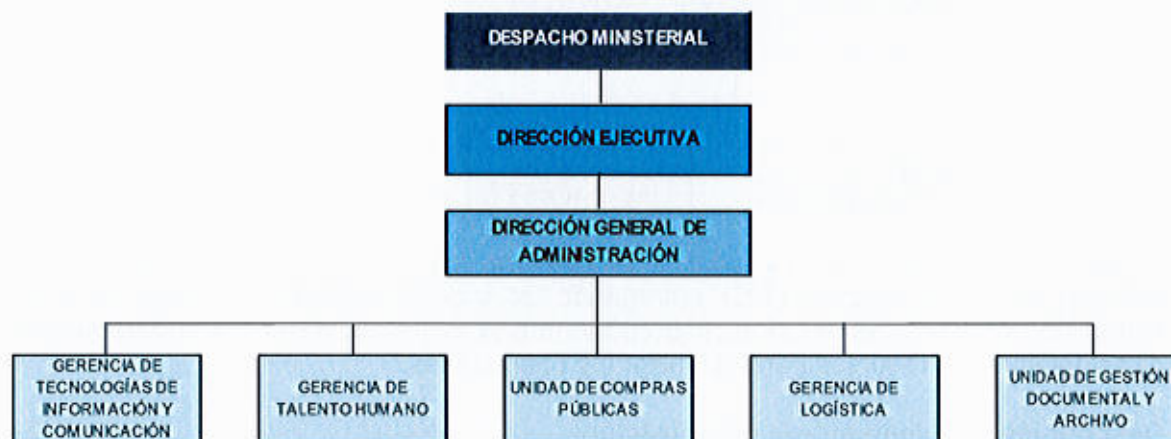 DESPACHO MINISTERIAL
DIRECCIÓN EJECUTIVA
DIRECCIÓN GENERAL DE
ADMINISTRACIÓN
GERENCIA DE
TECNOLOGÍAS DE
INFORMACIÓN Y
COMUNICACIÓN
GERENCIA DE
TALENTO HUMANO
UNIDAD DE COMPRAS
PÚBLICAS
GERENCIA DE
LOGÍSTICA
UNIDAD DE GESTIÓN
DOCUMENTAL Y
ARCHIVO